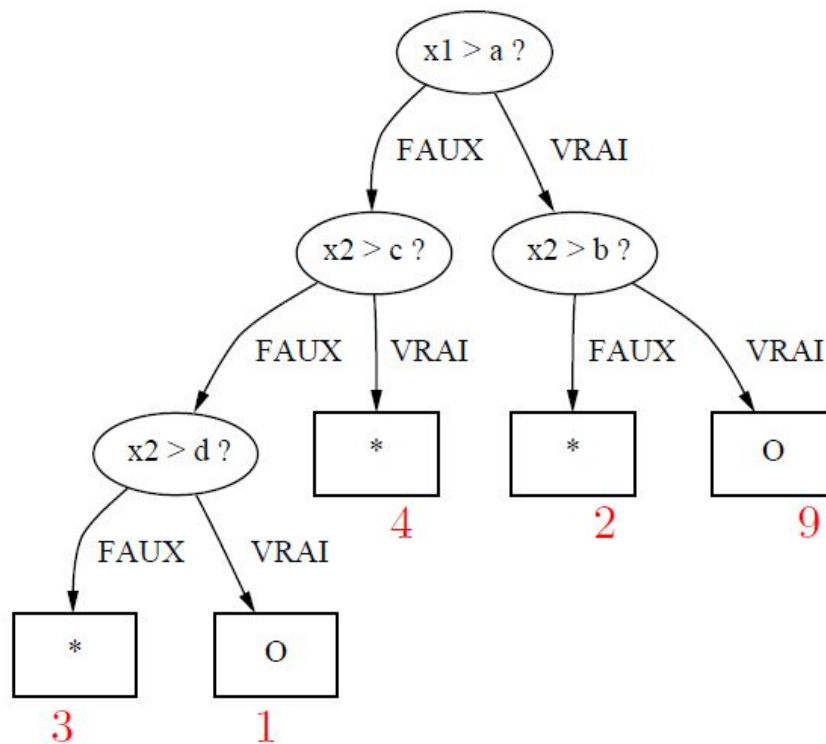 x1 > a ?
FAUX VRAI
x2 > c ? x2 > b ?
FAUX VRAI FAUX VRAI
x2 > d ? * * O
4 2 9
FAUX VRAI
* O
3 1